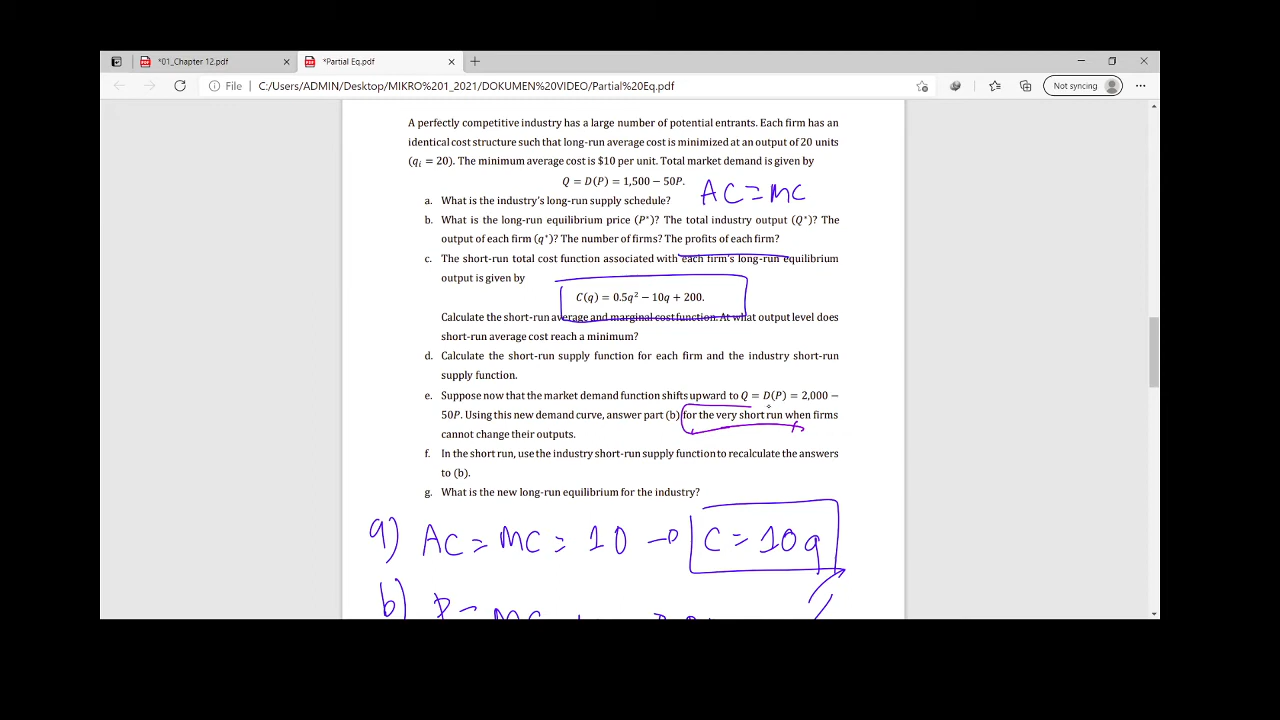 *01_Chapter 12.pdf
*Partial Eq.pdf
File C:/Users/ADMIN/Desktop/MIKRO%201_2021/DOKUMEN%20VIDEO/Partial%20Eq.pdf Not syncing
A perfectly competitive industry has a large number of potential entrants. Each firm has an
identical cost structure such that long-run average cost is minimized at an output of 20 units
(qᵢ = 20). The minimum average cost is $10 per unit. Total market demand is given by
Q = D(P) = 1,500 − 50P.
AC = MC
a. What is the industry's long-run supply schedule?
b. What is the long-run equilibrium price (P*)? The total industry output (Q*)? The
output of each firm (q*)? The number of firms? The profits of each firm?
c. The short-run total cost function associated with each firm's long-run equilibrium
output is given by
C(q) = 0.5q² − 10q + 200.
Calculate the short-run average and marginal cost function. At what output level does
short-run average cost reach a minimum?
d. Calculate the short-run supply function for each firm and the industry short-run
supply function.
e. Suppose now that the market demand function shifts upward to Q = D(P) = 2,000 −
50P. Using this new demand curve, answer part (b) for the very short run when firms
cannot change their outputs.
f. In the short run, use the industry short-run supply function to recalculate the answers
to (b).
g. What is the new long-run equilibrium for the industry?
a) AC = MC = 10 → C = 10q
b) P = MC